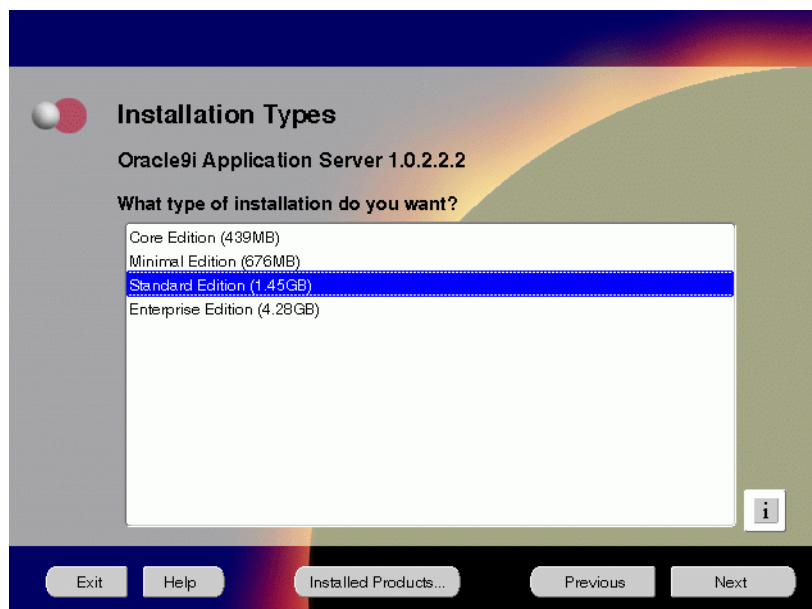 Installation Types
Oracle9i Application Server 1.0.2.2.2
What type of installation do you want?
Core Edition (439MB)
Minimal Edition (676MB)
Standard Edition (1.45GB)
Enterprise Edition (4.28GB)
i
Exit
Help
Installed Products...
Previous
Next